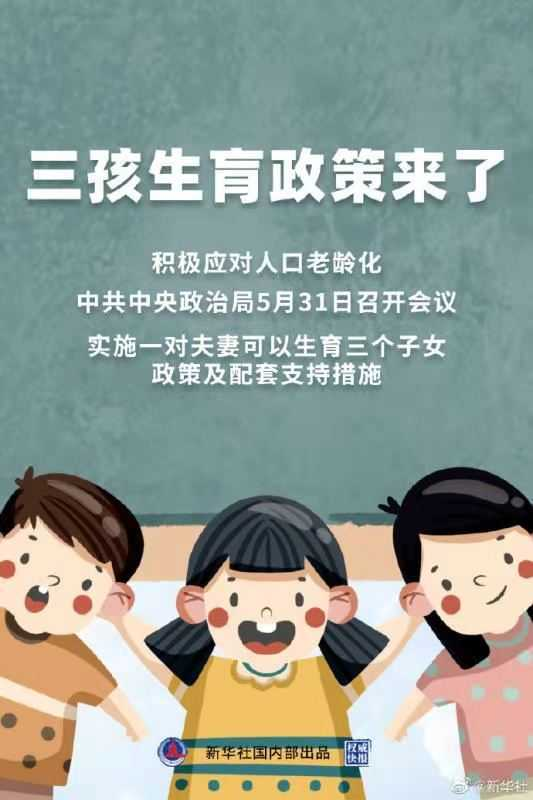 三孩生育政策来了
积极应对人口老龄化
中共中央政治局5月31日召开会议
实施一对夫妻可以生育三个子女
政策及配套支持措施
新华社国内部出品
权威
快报
@新华社